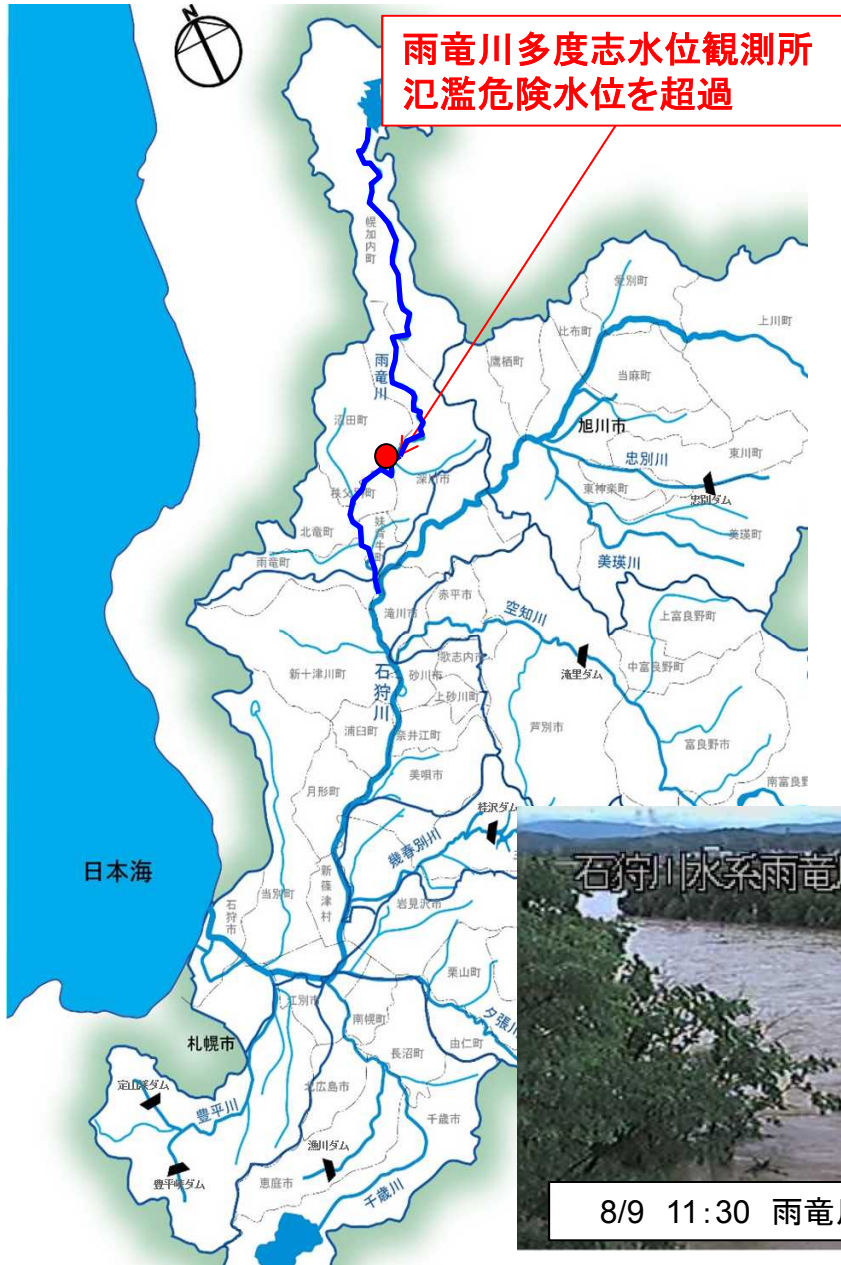 N
雨竜川多度志水位観測所
氾濫危険水位を超過
幌加内町
愛別町
上川町
比布町
鷹栖町
当麻町
雨竜川
沼田町
旭川市
東川町
忠別川
深川市
秩父別町
東神楽町
忠別ダム
妹背牛町
北竜町
美瑛町
雨竜町
美瑛川
赤平市
滝川市
空知川
上富良野町
歌志内市
新十津川町
石狩川
砂川市
滝里ダム
中富良野町
上砂川町
浦臼町
奈井江町
芦別市
富良野市
美唄市
南富良野
月形町
桂沢ダム
幾春別川
日本海
石狩川水系雨竜
新篠津村
当別町
石狩市
岩見沢市
栗山町
江別市
夕張川
南幌町
札幌市
由仁町
長沼町
定山渓ダム
北広島市
豊平川
千歳市
漁川ダム
豊平峡ダム
恵庭市
千歳川
8/9 11:30 雨竜